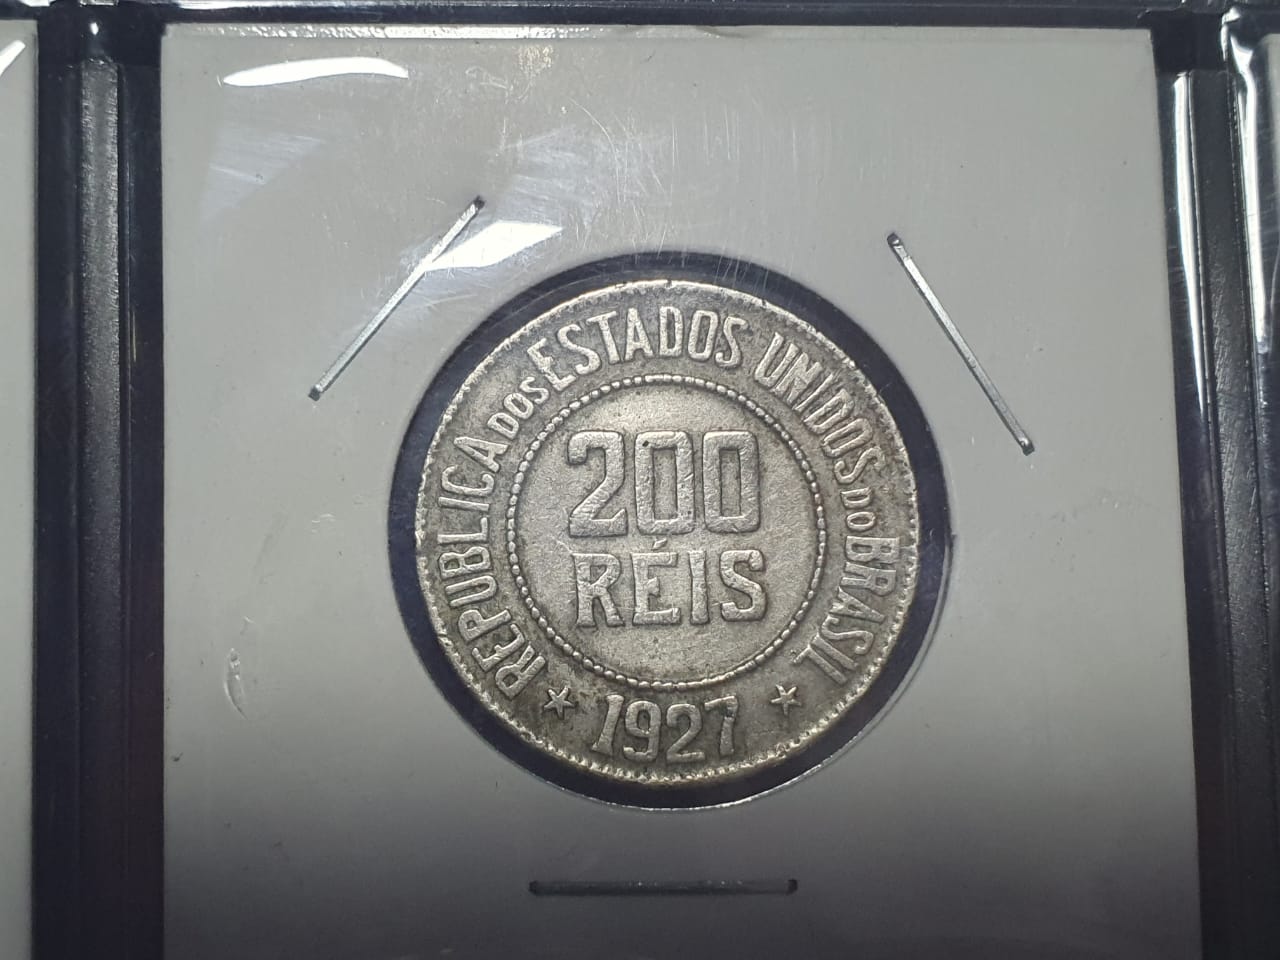 REPUBLICA DOS ESTADOS UNIDOS DO BRASIL
200
RÉIS
1927